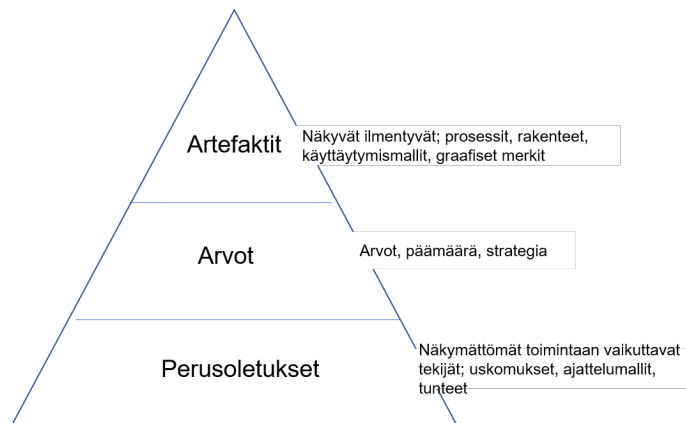 Artefaktit
Näkyvät ilmentyvät; prosessit, rakenteet,
käyttäytymismallit, graafiset merkit
Arvot
Arvot, päämäärä, strategia
Perusoletukset
Näkymättömät toimintaan vaikuttavat
tekijät; uskomukset, ajattelumallit,
tunteet